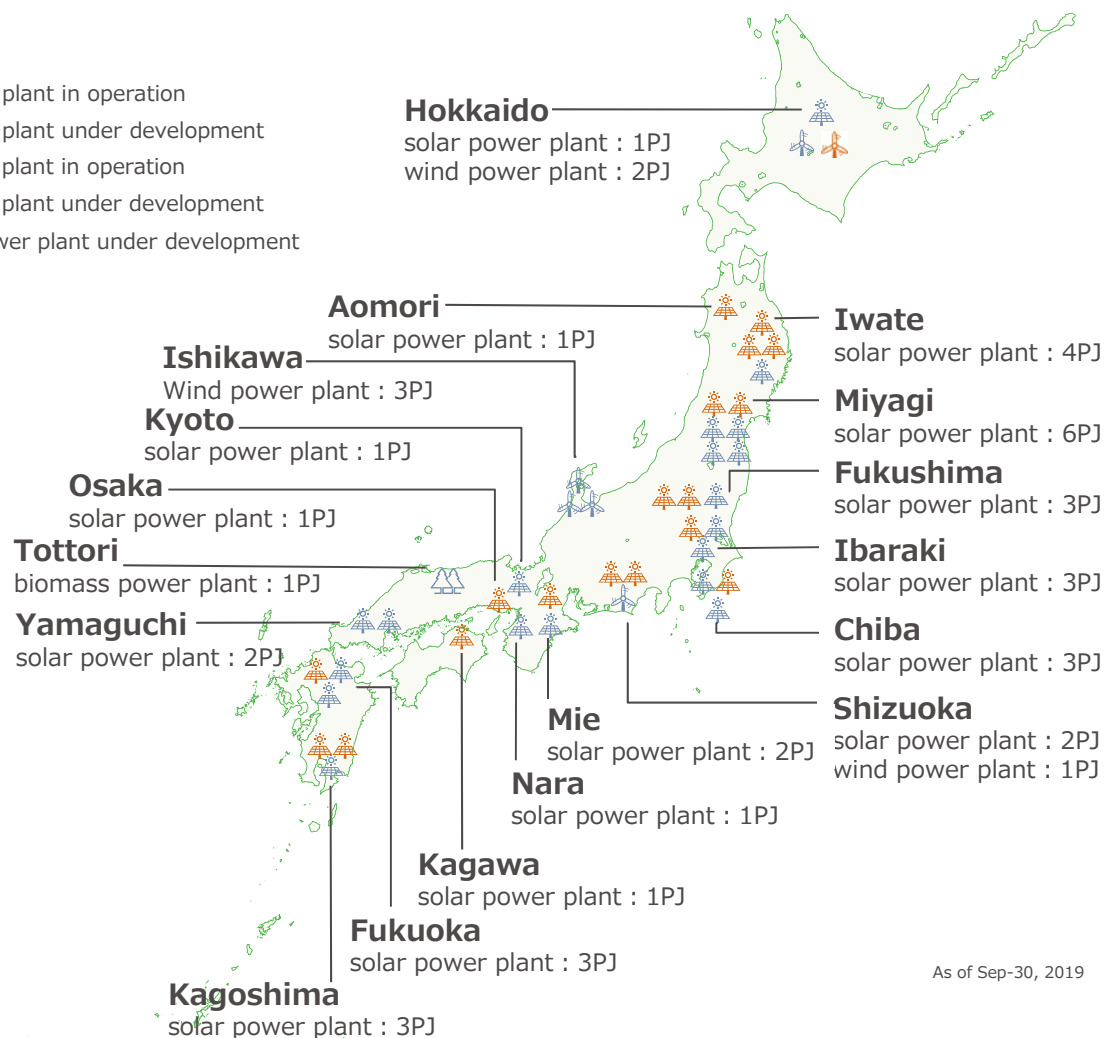 plant in operation
plant under development
plant in operation
plant under development
plant under development
Hokkaido
solar power plant : 1PJ
wind power plant : 2PJ
Aomori
solar power plant : 1PJ
Iwate
solar power plant : 4PJ
Ishikawa
Wind power plant : 3PJ
Miyagi
solar power plant : 6PJ
Kyoto
solar power plant : 1PJ
Fukushima
solar power plant : 3PJ
Osaka
solar power plant : 1PJ
Ibaraki
solar power plant : 3PJ
Tottori
biomass power plant : 1PJ
Yamaguchi
solar power plant : 2PJ
Chiba
solar power plant : 3PJ
Shizuoka
solar power plant : 2PJ
wind power plant : 1PJ
Mie
solar power plant : 2PJ
Nara
solar power plant : 1PJ
Kagawa
solar power plant : 1PJ
Fukuoka
solar power plant : 3PJ
Kagoshima
solar power plant : 3PJ
As of Sep-30, 2019